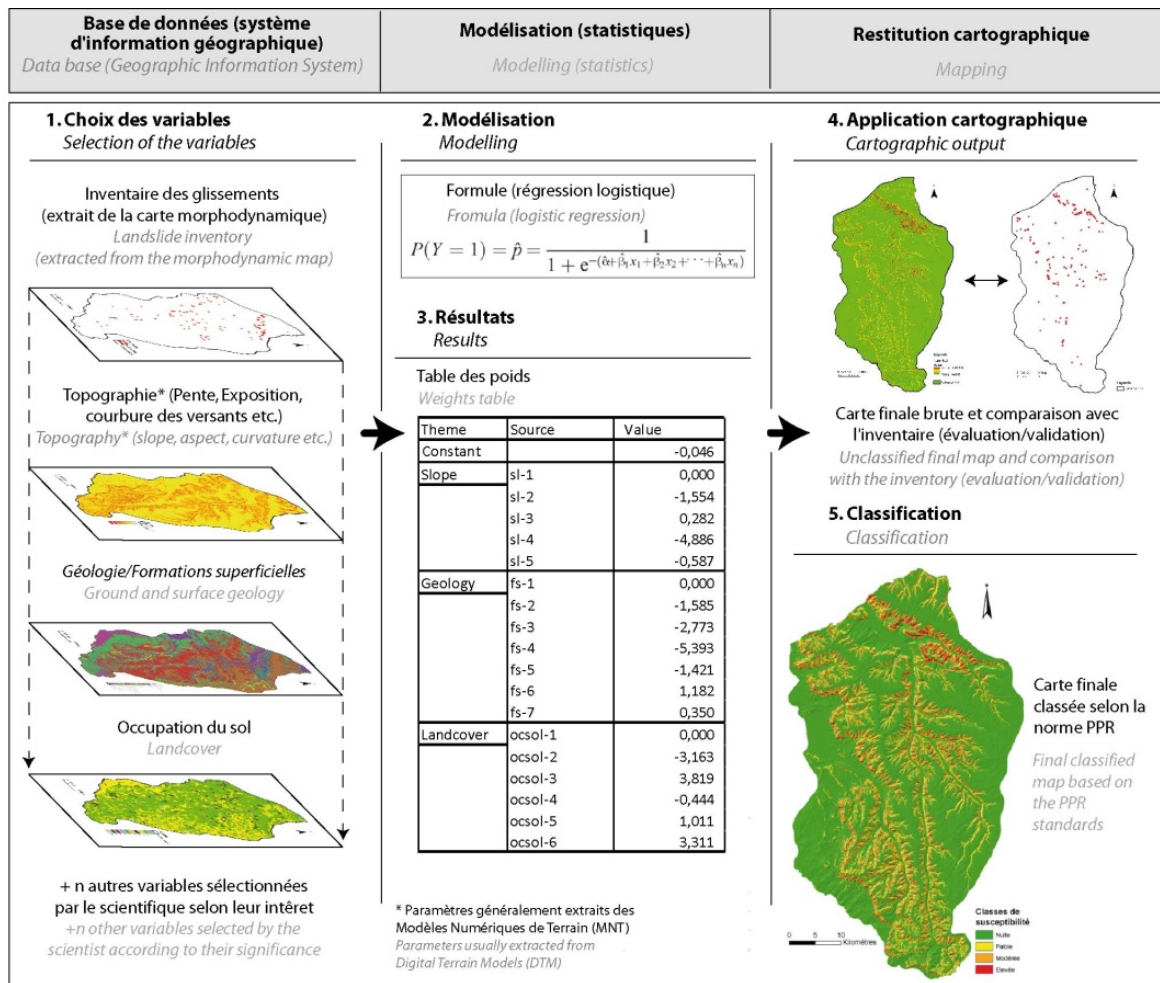 Base de données (système
d'information géographique)
Data base (Geographic Information System)
Modélisation (statistiques)
Modelling (statistics)
Restitution cartographique
Mapping
1. Choix des variables
Selection of the variables
Inventaire des glissements
(extrait de la carte morphodynamique)
Landslide inventory
(extracted from the morphodynamic map)
Topographie* (Pente, Exposition,
courbure des versants etc.)
Topography* (slope, aspect, curvature etc.)
Géologie/Formations superficielles
Ground and surface geology
Occupation du sol
Landcover
+ n autres variables sélectionnées
par le scientifique selon leur intêret
+n other variables selected by the
scientist according to their significance
2. Modélisation
Modelling
Formule (régression logistique)
Fromula (logistic regression)
P(Y = 1) = p̂ = 1 / 1 + e^−(α̂+β̂1x1+β̂2x2+···+β̂nxn)
3. Résultats
Results
Table des poids
Weights table
Theme Source Value
Constant -0,046
Slope sl-1 0,000
sl-2 -1,554
sl-3 0,282
sl-4 -4,886
sl-5 -0,587
Geology fs-1 0,000
fs-2 -1,585
fs-3 -2,773
fs-4 -5,393
fs-5 -1,421
fs-6 1,182
fs-7 0,350
Landcover ocsol-1 0,000
ocsol-2 -3,163
ocsol-3 3,819
ocsol-4 -0,444
ocsol-5 1,011
ocsol-6 3,311
* Paramètres généralement extraits des
Modèles Numériques de Terrain (MNT)
Parameters usually extracted from
Digital Terrain Models (DTM)
4. Application cartographique
Cartographic output
Carte finale brute et comparaison avec
l'inventaire (évaluation/validation)
Unclassified final map and comparison
with the inventory (evaluation/validation)
5. Classification
Classification
N
Carte finale
classée selon la
norme PPR
Final classified
map based on
the PPR
standards
0 5 10
Kilomètres
Classes de
susceptibilité
Nulle
Faible
Modérée
Elevée